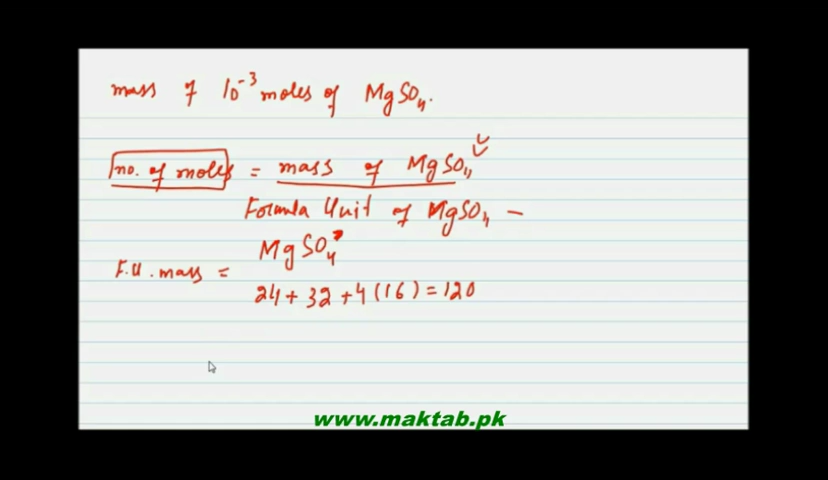 mass of 10⁻³ moles of MgSO₄.
no. of moles = mass of MgSO₄
Formula Unit of MgSO₄
MgSO₄
F.U. mass =
24 + 32 + 4(16) = 120
www.maktab.pk